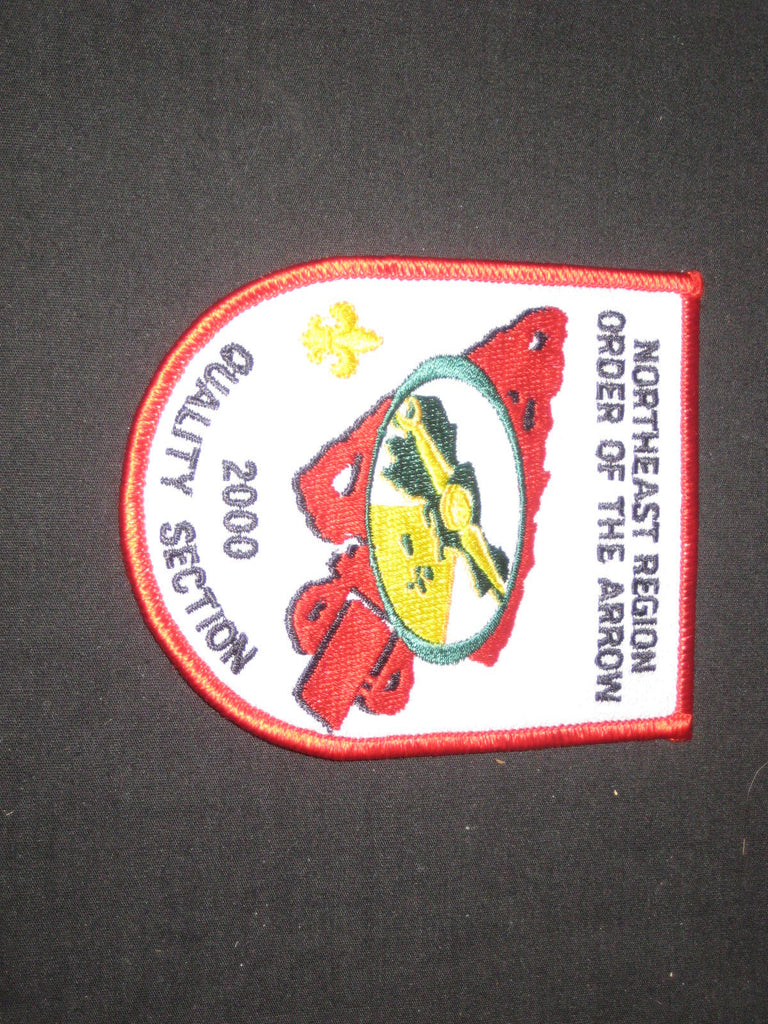 NORTHEAST REGION
ORDER OF THE ARROW
2000
QUALITY SECTION